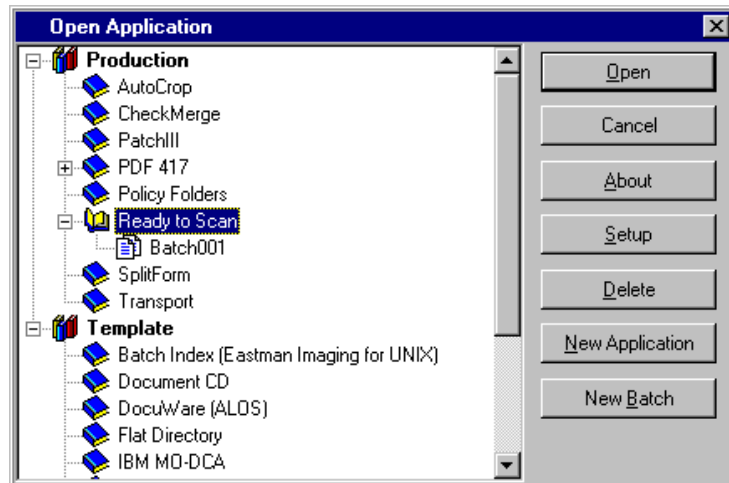 Open Application
Production
AutoCrop
CheckMerge
PatchIII
PDF 417
Policy Folders
Ready to Scan
Batch001
SplitForm
Transport
Template
Batch Index (Eastman Imaging for UNIX)
Document CD
DocuWare (ALOS)
Flat Directory
IBM MO-DCA
Open
Cancel
About
Setup
Delete
New Application
New Batch